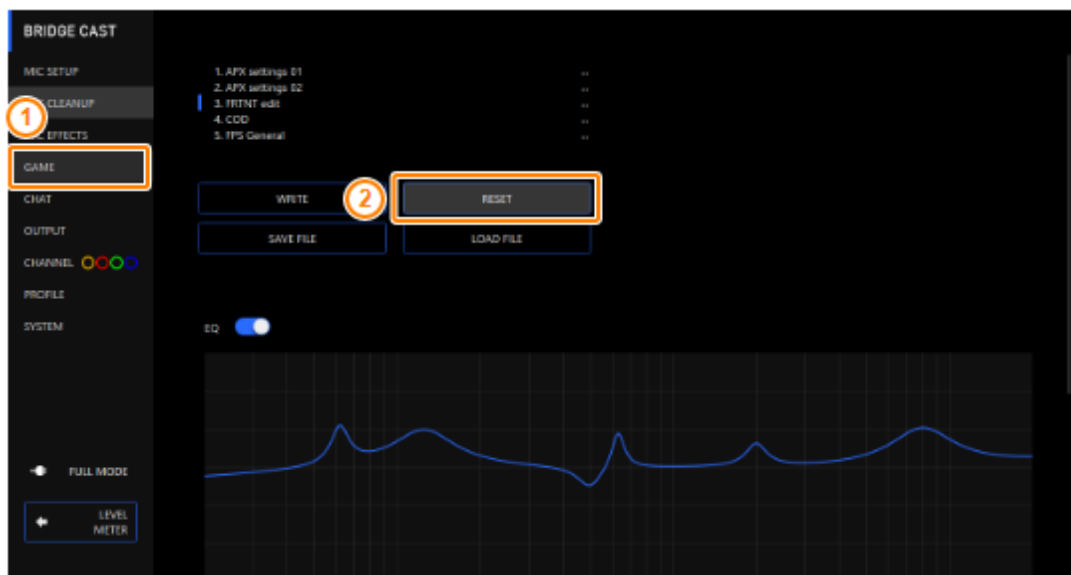 BRIDGE CAST
MIC SETUP
CLEANUP
EFFECTS
GAME
CHAT
OUTPUT
CHANNEL
PROFILE
SYSTEM
FULL MODE
LEVEL
METER
1
1. APX settings 01
2. APX settings 02
3. FRTNT edit
4. COD
5. FPS General
WRITE
2
RESET
SAVE FILE
LOAD FILE
EQ